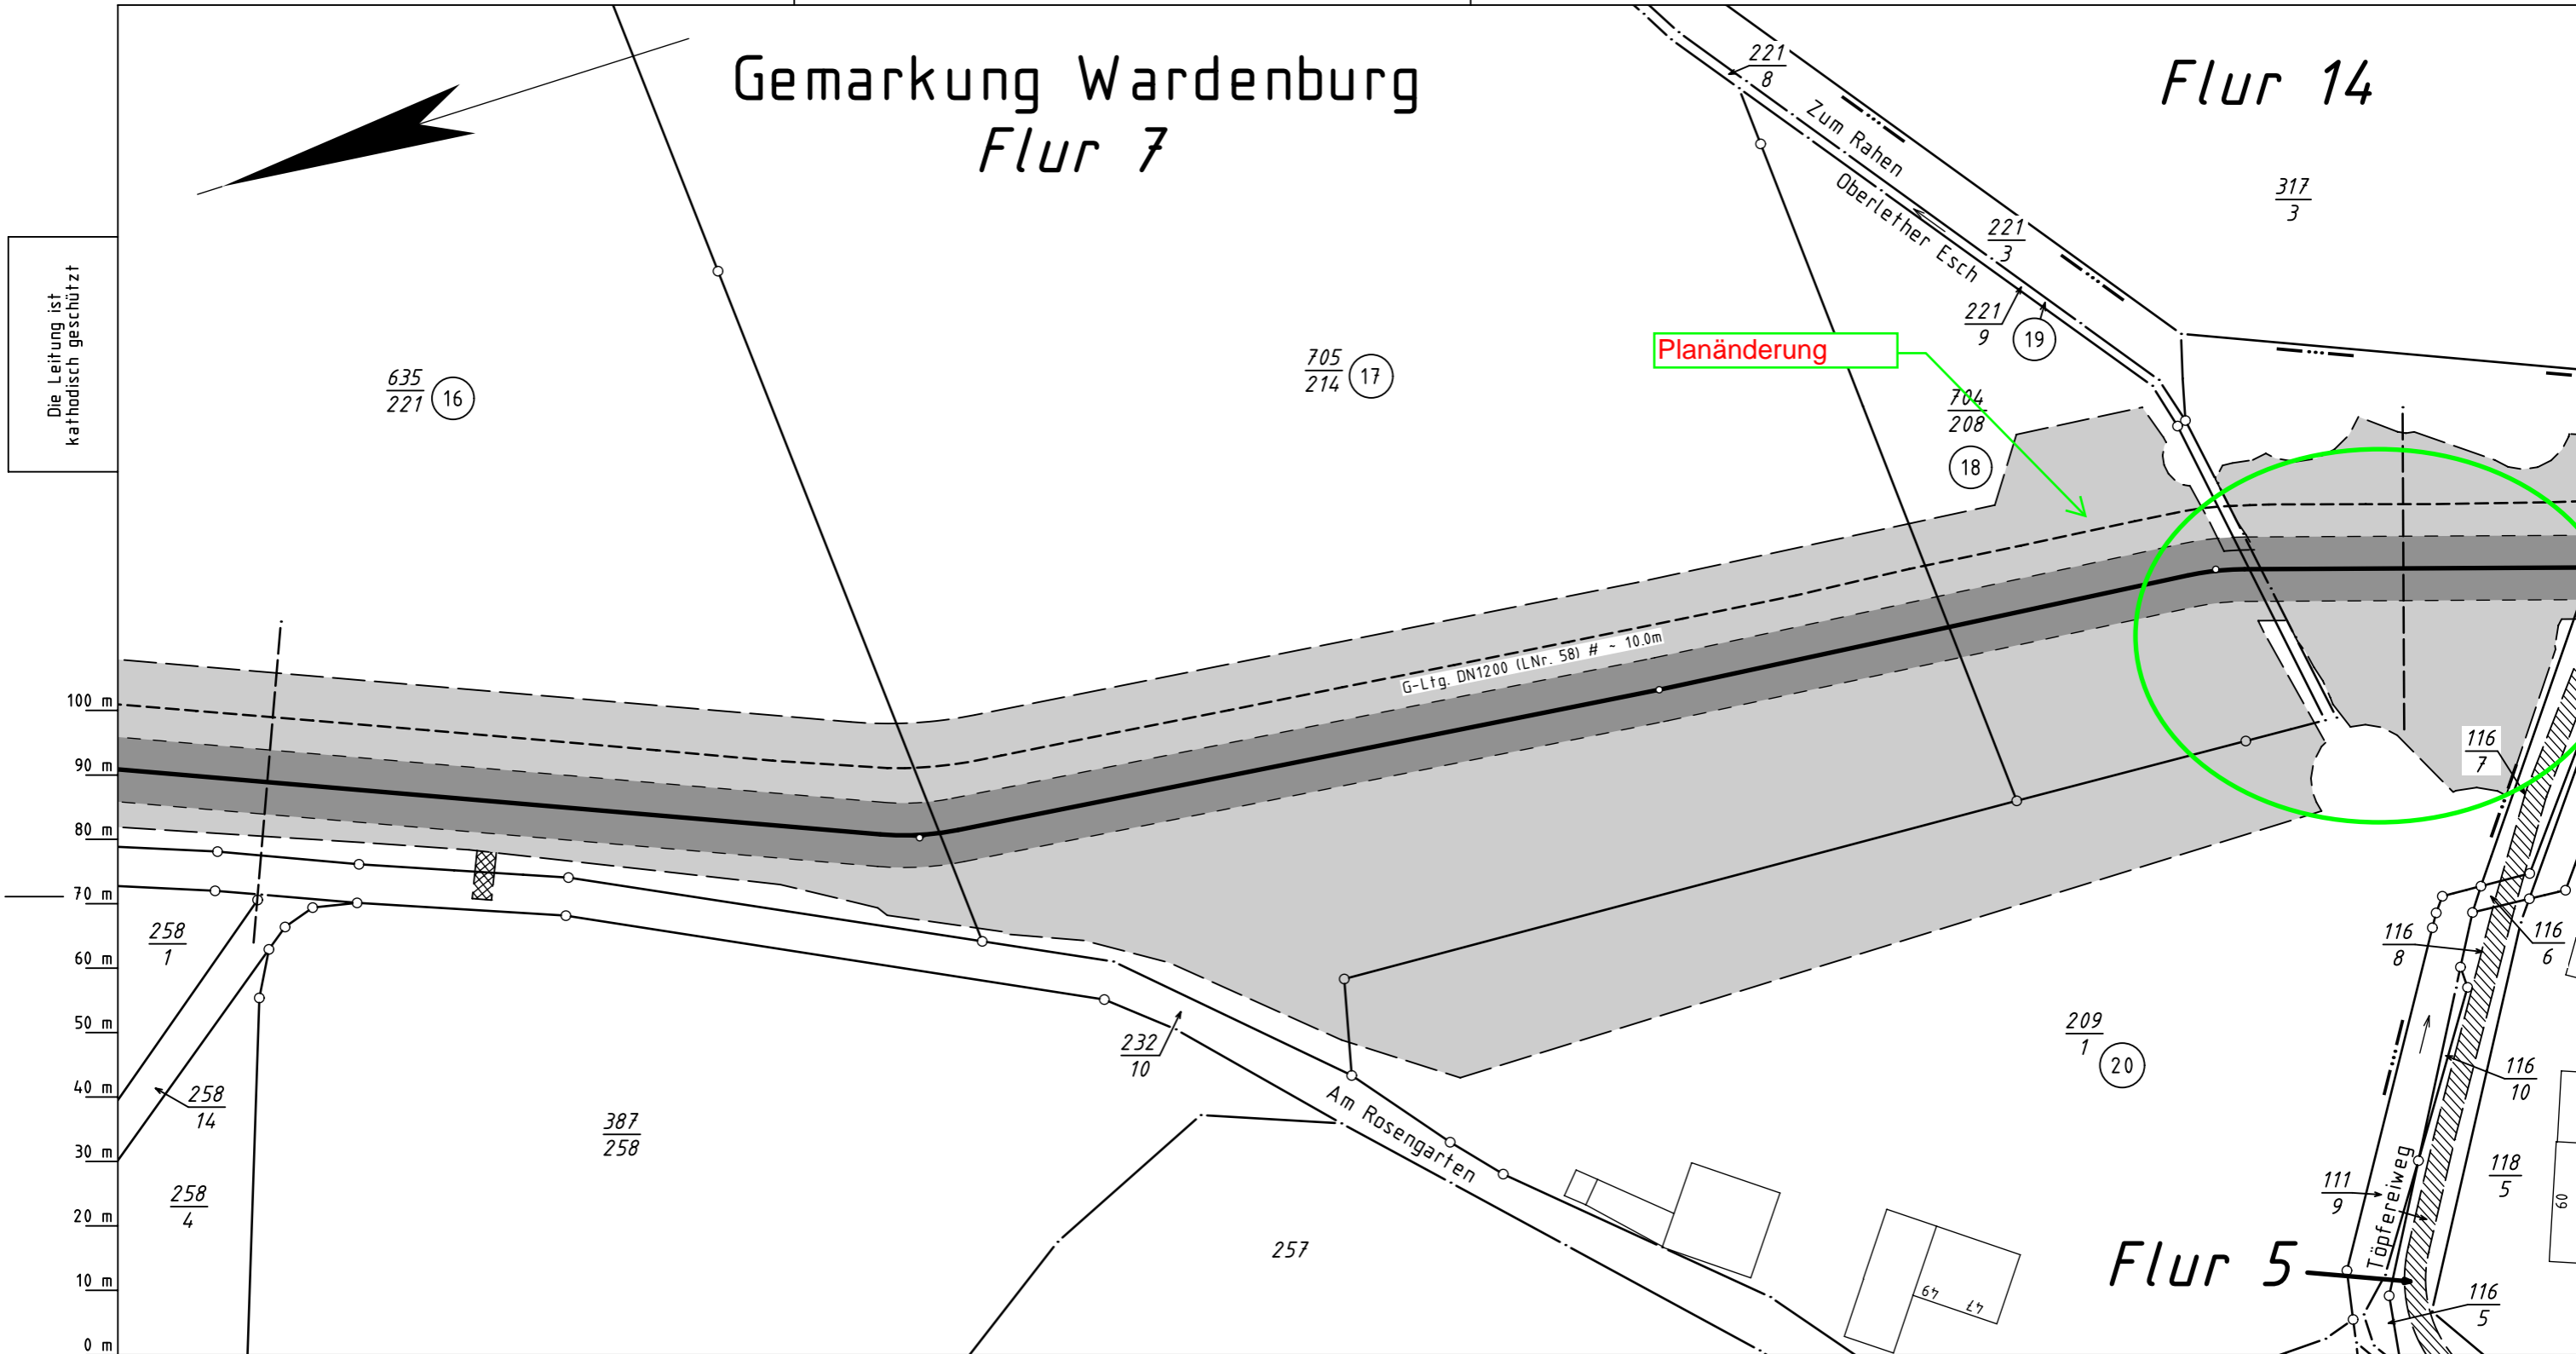 Gemarkung Wardenburg
Flur 7
Flur 14
221
8
Zum Rahen
Oberlether Esch
317
3
221
3
221
9
19
Die Leitung ist
kathodisch geschützt
Planänderung
635
221
16
705
214
17
704
208
18
G-Ltg. DN1200 (LNr. 58) # ~ 10.0m
100 m
90 m
80 m
70 m
60 m
50 m
40 m
30 m
20 m
10 m
0 m
116
7
258
1
116
8
116
6
232
10
209
1
20
258
14
387
258
Am Rosengarten
116
10
258
4
257
Töpfereiweg
111
9
118
5
60
Flur 5
49
47
116
5